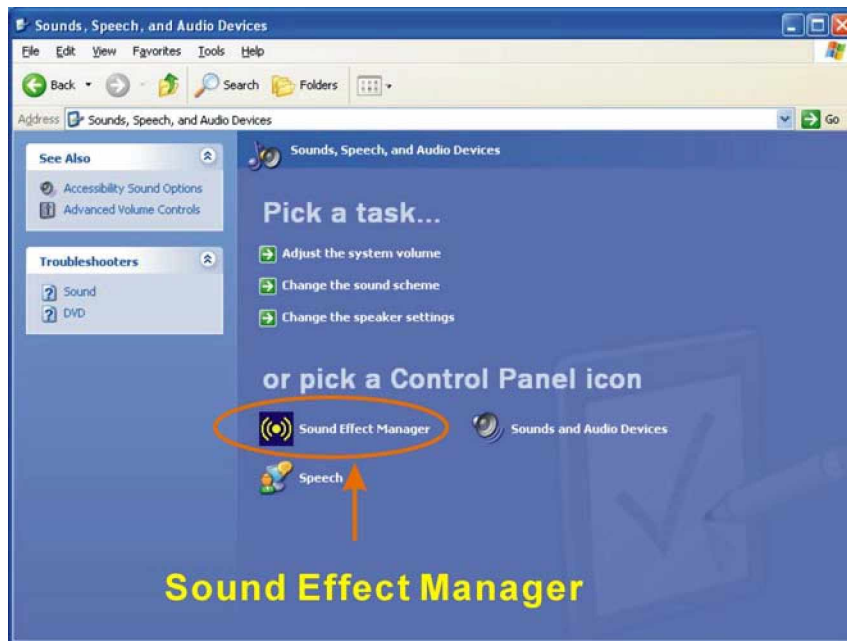 Sounds, Speech, and Audio Devices
File Edit View Favorites Tools Help
Back Search Folders
Address Sounds, Speech, and Audio Devices Go
See Also
Accessibility Sound Options
Advanced Volume Controls
Troubleshooters
Sound
DVD
Sounds, Speech, and Audio Devices
Pick a task...
Adjust the system volume
Change the sound scheme
Change the speaker settings
or pick a Control Panel icon
Sound Effect Manager Sounds and Audio Devices
Speech
Sound Effect Manager